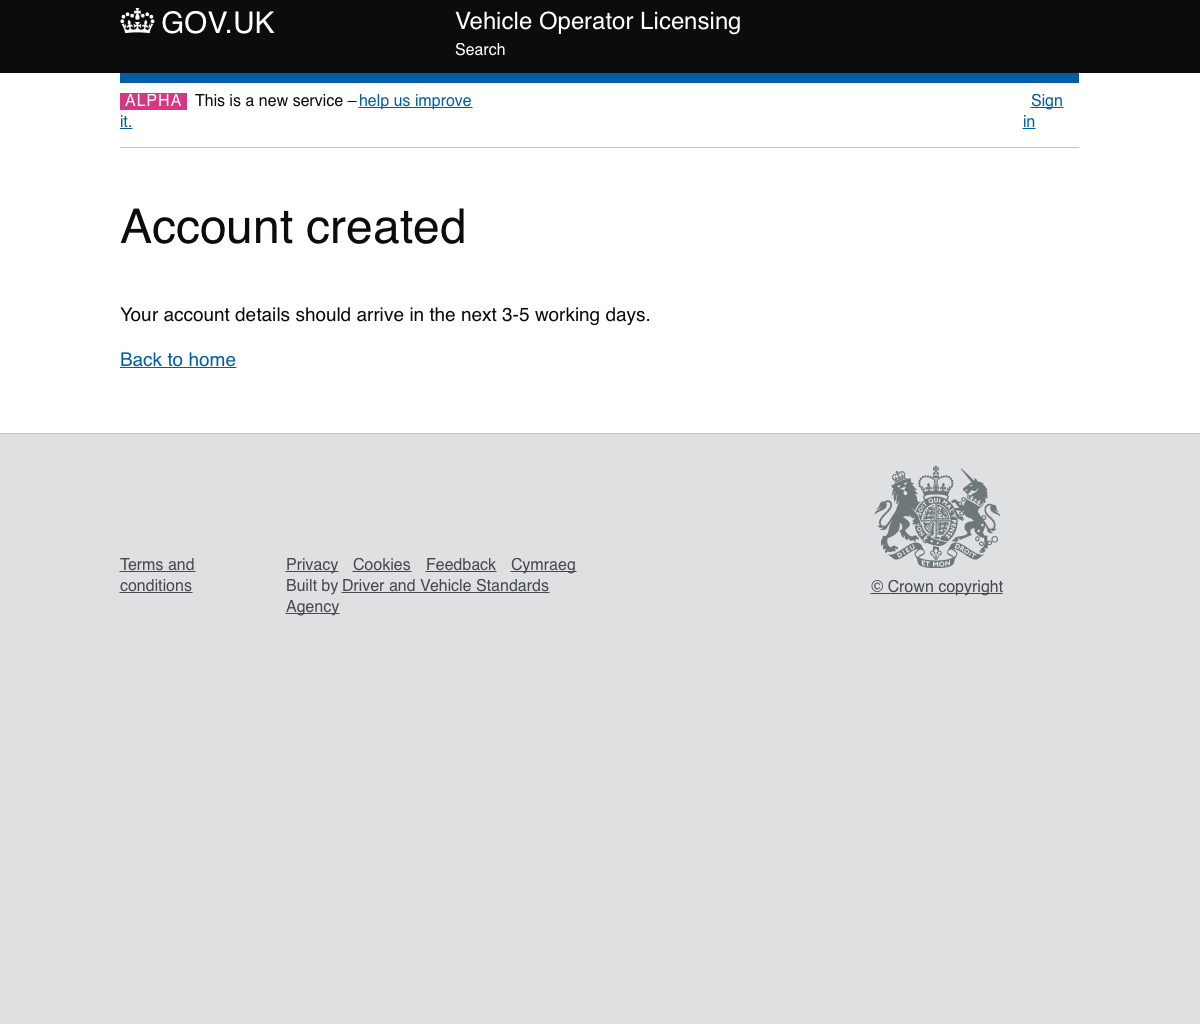 GOV.UK
Vehicle Operator Licensing
Search
ALPHA This is a new service – help us improve
it.
Sign
in
Account created
Your account details should arrive in the next 3-5 working days.
Back to home
Terms and
conditions
Privacy Cookies Feedback Cymraeg
Built by Driver and Vehicle Standards
Agency
DIEU ET MON DROIT
© Crown copyright